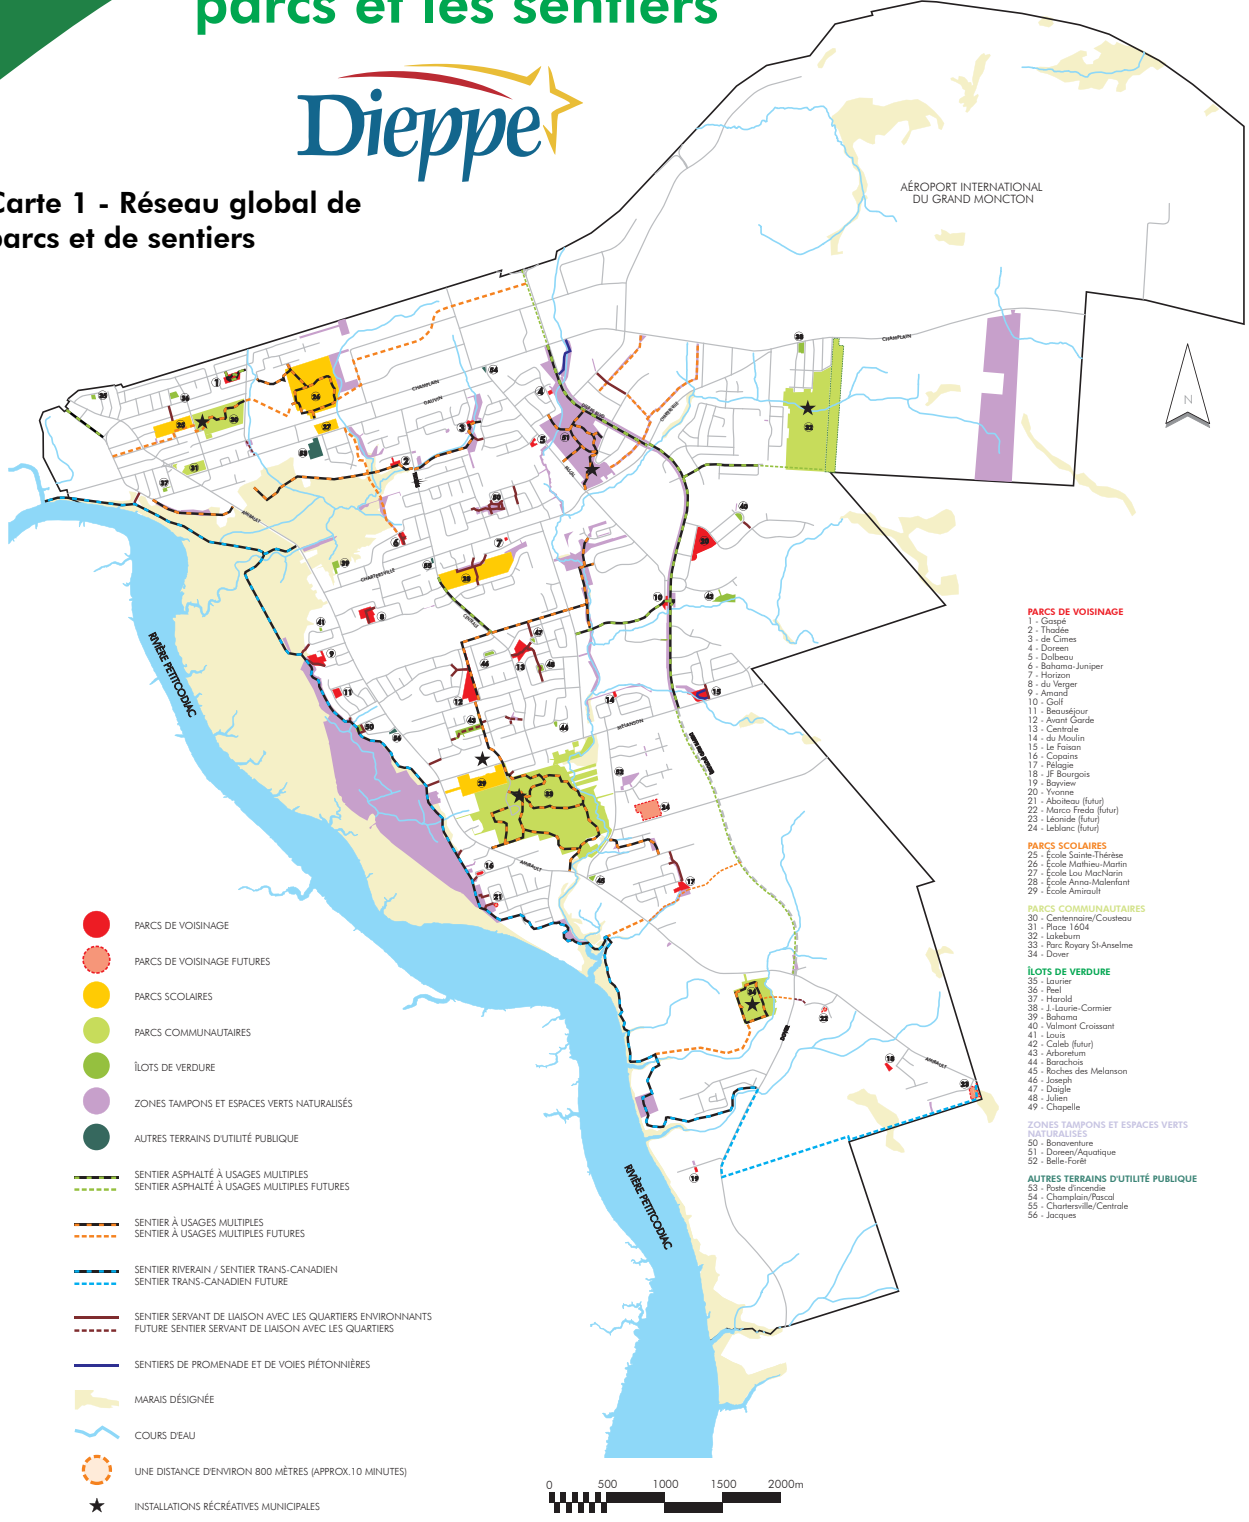 parcs et les sentiers
Dieppe
Carte 1 - Réseau global de
parcs et de sentiers
AÉROPORT INTERNATIONAL
DU GRAND MONCTON
CHAMPLAIN
CHAMPLAIN
GAUVIN
AMIRAULT
CHARTERSVILLE
CENTRALE
MELANSON
AMIRAULT
AMIRAULT
DOVER
N
RIVIÈRE PETITCODIAC
RIVIÈRE PETITCODIAC
PARCS DE VOISINAGE
1 - Gaspé
2 - Thadée
3 - de Cimes
4 - Doreen
5 - Dolbeau
6 - Bahama-Juniper
7 - Horizon
8 - du Verger
9 - Amand
10 - Golf
11 - Beauséjour
12 - Avant Garde
13 - Centrale
14 - du Moulin
15 - Le Faisan
16 - Copains
17 - Pélagie
18 - JF Bourgois
19 - Bayview
20 - Yvonne
21 - Aboiteau (futur)
22 - Marco Freda (futur)
23 - Léonide (futur)
24 - Leblanc (futur)
PARCS SCOLAIRES
25 - École Sainte-Thérèse
26 - École Mathieu-Martin
27 - École Lou MacNarin
28 - École Anna-Malenfant
29 - École Amirault
PARCS COMMUNAUTAIRES
30 - Centennaire/Cousteau
31 - Place 1604
32 - Lakeburn
33 - Parc Royary St-Anselme
34 - Dover
ÎLOTS DE VERDURE
35 - Laurier
36 - Peel
37 - Harold
38 - J.-Laurie-Cormier
39 - Bahama
40 - Valmont Croissant
41 - Louis
42 - Caleb (futur)
43 - Arboretum
44 - Barachois
45 - Roches des Melanson
46 - Joseph
47 - Daigle
48 - Julien
49 - Chapelle
ZONES TAMPONS ET ESPACES VERTS
NATURALISÉS
50 - Bonaventure
51 - Doreen/Aquatique
52 - Belle-Forêt
AUTRES TERRAINS D'UTILITÉ PUBLIQUE
53 - Poste d'incendie
54 - Champlain/Pascal
55 - Chartersville/Centrale
56 - Jacques
PARCS DE VOISINAGE
PARCS DE VOISINAGE FUTURES
PARCS SCOLAIRES
PARCS COMMUNAUTAIRES
ÎLOTS DE VERDURE
ZONES TAMPONS ET ESPACES VERTS NATURALISÉS
AUTRES TERRAINS D'UTILITÉ PUBLIQUE
SENTIER ASPHALTÉ À USAGES MULTIPLES
SENTIER ASPHALTÉ À USAGES MULTIPLES FUTURES
SENTIER À USAGES MULTIPLES
SENTIER À USAGES MULTIPLES FUTURES
SENTIER RIVERAIN / SENTIER TRANS-CANADIEN
SENTIER TRANS-CANADIEN FUTURE
SENTIER SERVANT DE LIAISON AVEC LES QUARTIERS ENVIRONNANTS
FUTURE SENTIER SERVANT DE LIAISON AVEC LES QUARTIERS
SENTIERS DE PROMENADE ET DE VOIES PIÉTONNIÈRES
MARAIS DÉSIGNÉE
COURS D'EAU
UNE DISTANCE D'ENVIRON 800 MÈTRES (APPROX.10 MINUTES)
INSTALLATIONS RÉCRÉATIVES MUNICIPALES
0 500 1000 1500 2000m